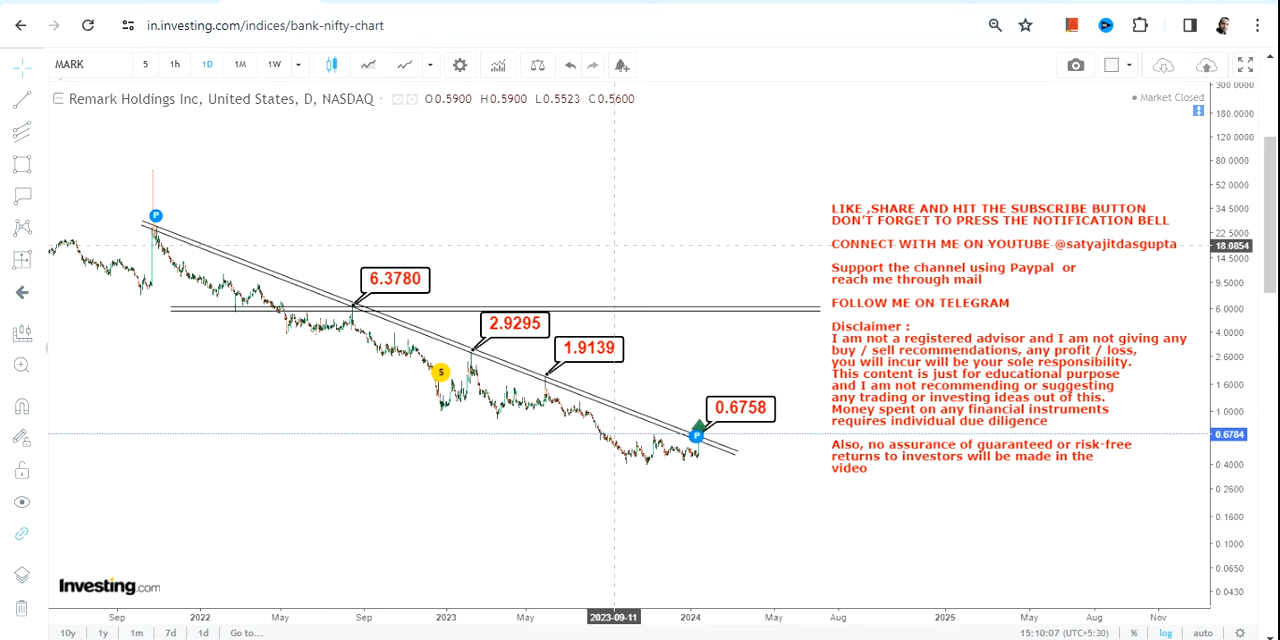 in.investing.com/indices/bank-nifty-chart
MARK 5 1h 1D 1M 1W
Remark Holdings Inc, United States, D, NASDAQ O0.5900 H0.5900 L0.5523 C0.5600
Market Closed
300.0000
180.0000
120.0000
80.0000
52.0000
34.5000
22.5000
18.0854
14.5000
9.5000
6.0000
4.0000
2.6000
1.6000
1.0000
0.6784
0.4000
0.2600
0.1600
0.1000
0.0650
0.0430
P
6.3780
2.9295
1.9139
S
0.6758
P
LIKE ,SHARE AND HIT THE SUBSCRIBE BUTTON
DON'T FORGET TO PRESS THE NOTIFICATION BELL
CONNECT WITH ME ON YOUTUBE @satyajitdasgupta
Support the channel using Paypal or
reach me through mail
FOLLOW ME ON TELEGRAM
Disclaimer :
I am not a registered advisor and I am not giving any
buy / sell recommendations, any profit / loss,
you will incur will be your sole responsibility.
This content is just for educational purpose
and I am not recommending or suggesting
any trading or investing ideas out of this.
Money spent on any financial instruments
requires individual due diligence
Also, no assurance of guaranteed or risk-free
returns to investors will be made in the
video
Investing.com
Sep 2022 May Sep 2023 May 2023-09-11 2024 May Aug 2025 May Aug Nov
10y 1y 1m 7d 1d Go to... 15:10:07 (UTC+5:30) % log auto